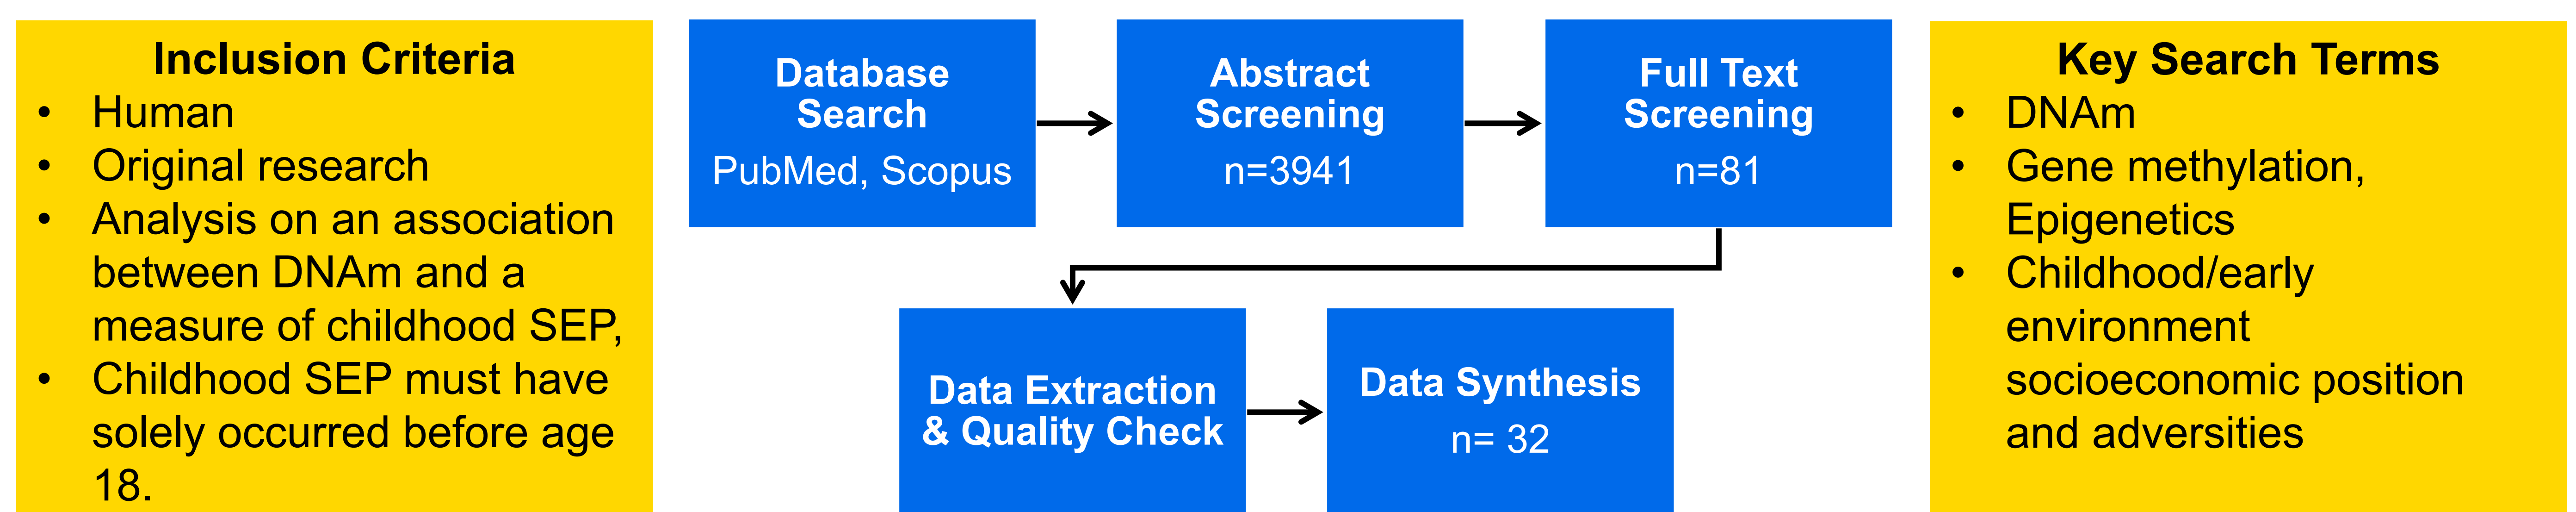 Inclusion Criteria
• Human
• Original research
• Analysis on an association
between DNAm and a
measure of childhood SEP,
• Childhood SEP must have
solely occurred before age
18.
Database
Search
PubMed, Scopus
Abstract
Screening
n=3941
Full Text
Screening
n=81
Data Extraction
& Quality Check
Data Synthesis
n= 32
Key Search Terms
• DNAm
• Gene methylation,
Epigenetics
• Childhood/early
environment
socioeconomic position
and adversities